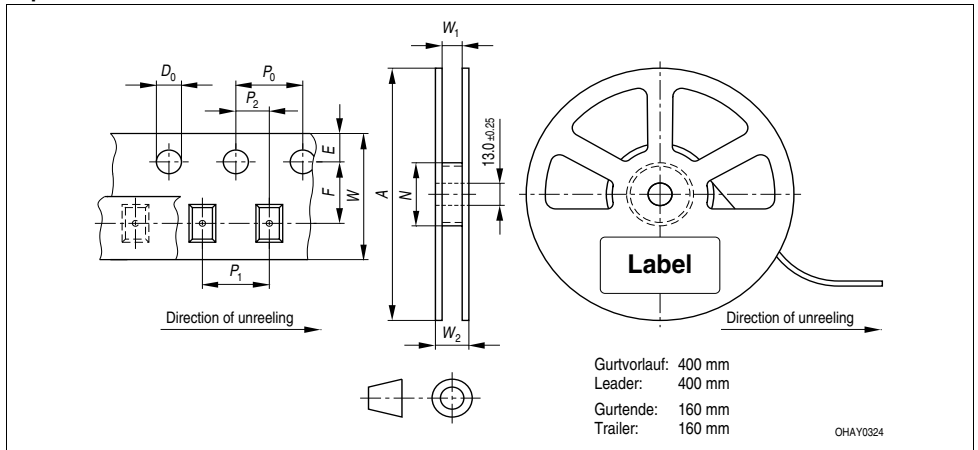 W1
D0
P0
P2
E
F
W
A
N
13.0 ±0.25
P1
W2
Label
Direction of unreeling
Direction of unreeling
Gurtvorlauf: 400 mm
Leader: 400 mm
Gurtende: 160 mm
Trailer: 160 mm
OHAY0324